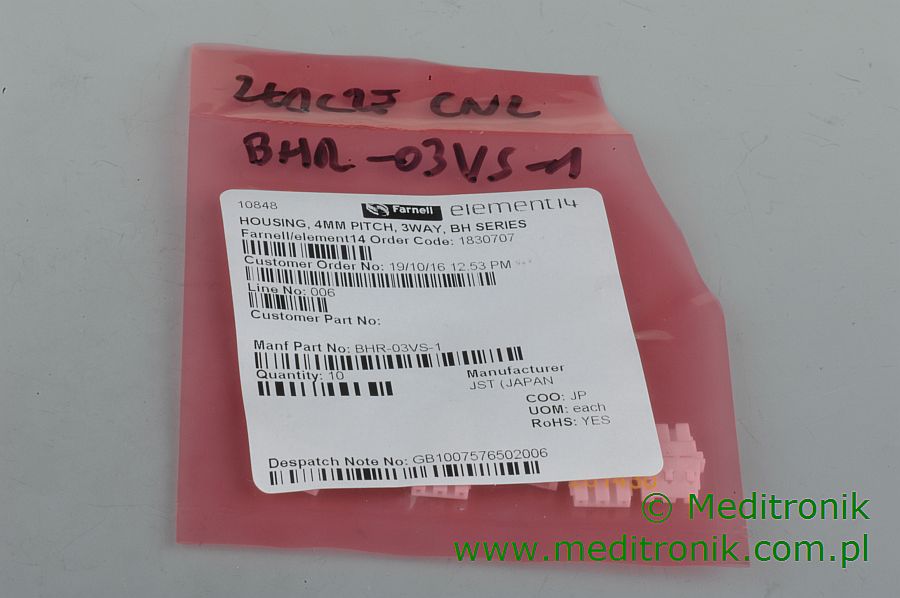 BHR-03VS-1
10848
Farnell element14
HOUSING, 4MM PITCH, 3WAY, BH SERIES
Farnell/element14 Order Code: 1830707
Customer Order No: 19/10/16 12:53 PM
Line No: 006
Customer Part No:
Manf Part No: BHR-03VS-1
Quantity: 10
Manufacturer
JST (JAPAN
COO: JP
UOM: each
RoHS: YES
Despatch Note No: GB1007576502006
© Meditronik
www.meditronik.com.pl